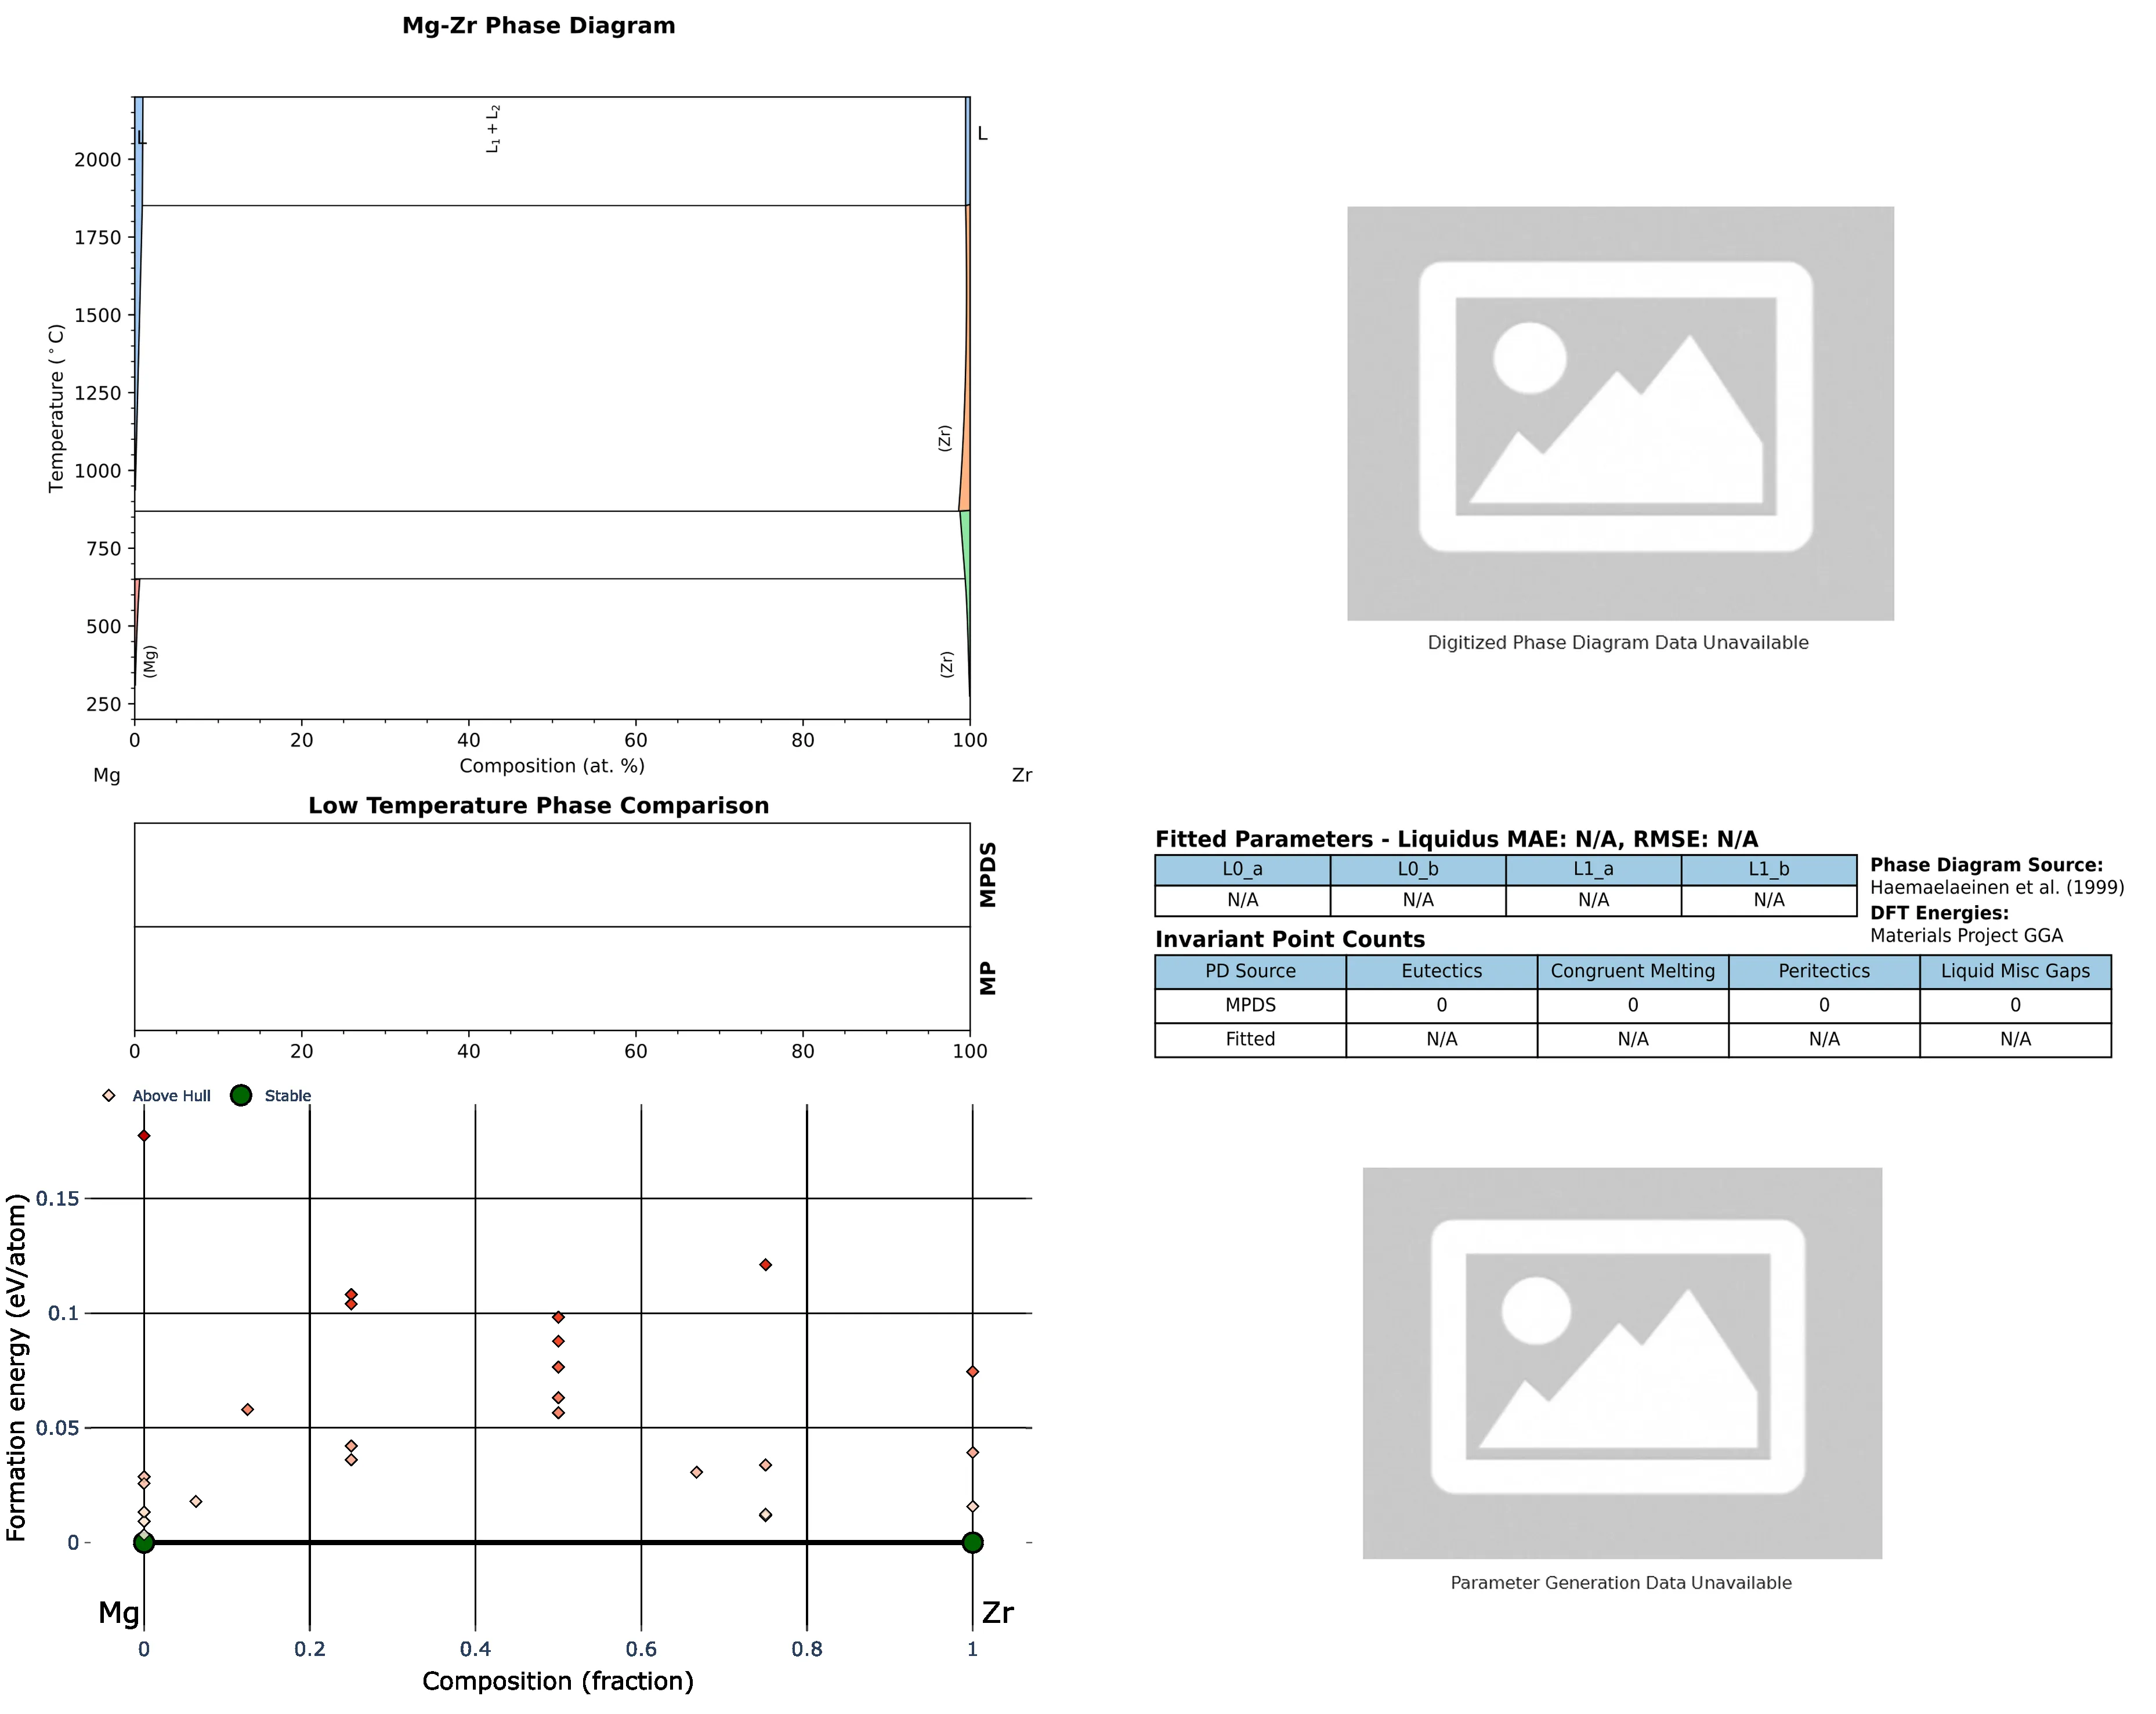 Mg-Zr Phase Diagram
Temperature (°C)
2000
1750
1500
1250
1000
750
500
250
L
L₁ + L₂
L
(Zr)
(Mg)
(Zr)
0 20 40 60 80 100
Mg Composition (at. %) Zr
Digitized Phase Diagram Data Unavailable
Low Temperature Phase Comparison
MPDS
MP
0 20 40 60 80 100
Fitted Parameters - Liquidus MAE: N/A, RMSE: N/A
L0_a L0_b L1_a L1_b
N/A N/A N/A N/A
Phase Diagram Source:
Haemaelaeinen et al. (1999)
DFT Energies:
Materials Project GGA
Invariant Point Counts
PD Source Eutectics Congruent Melting Peritectics Liquid Misc Gaps
MPDS 0 0 0 0
Fitted N/A N/A N/A N/A
Above Hull Stable
Formation energy (eV/atom)
0.15
0.1
0.05
0
Mg Zr
0 0.2 0.4 0.6 0.8 1
Composition (fraction)
Parameter Generation Data Unavailable